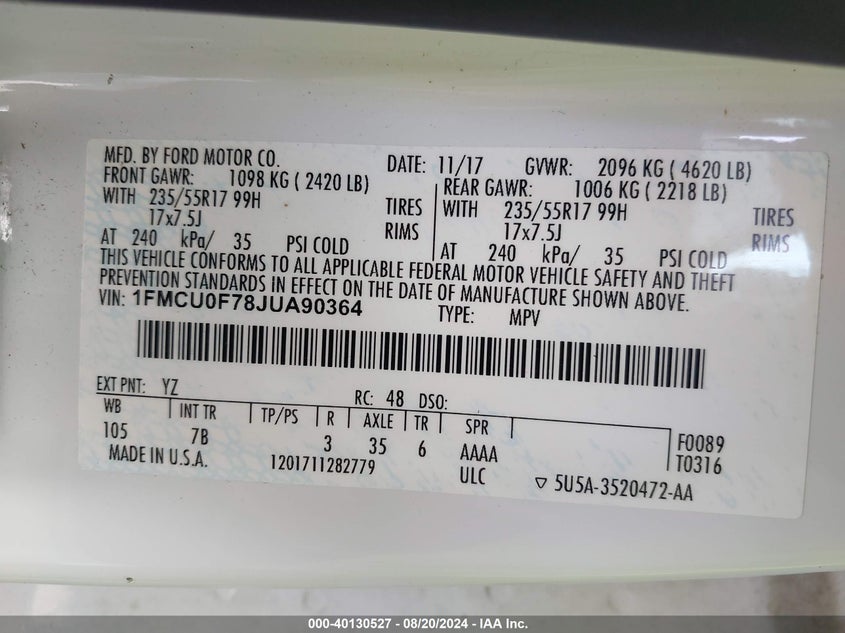 MFD. BY FORD MOTOR CO. DATE: 11/17 GVWR: 2096 KG ( 4620 LB)
FRONT GAWR: 1098 KG ( 2420 LB) REAR GAWR: 1006 KG ( 2218 LB)
WITH 235/55R17 99H TIRES WITH 235/55R17 99H TIRES
17x7.5J RIMS 17x7.5J RIMS
AT 240 kPa/ 35 PSI COLD AT 240 kPa/ 35 PSI COLD
THIS VEHICLE CONFORMS TO ALL APPLICABLE FEDERAL MOTOR VEHICLE SAFETY AND THEFT
PREVENTION STANDARDS IN EFFECT ON THE DATE OF MANUFACTURE SHOWN ABOVE.
VIN: 1FMCU0F78JUA90364 TYPE: MPV
EXT PNT: YZ RC: 48 DSO:
WB INT TR TP/PS R AXLE TR SPR
105 7B 3 35 6 AAAA F0089
T0316
MADE IN U.S.A. 1201711282779 ULC ▽ 5U5A-3520472-AA
000-40130527 - 08/20/2024 - IAA Inc.